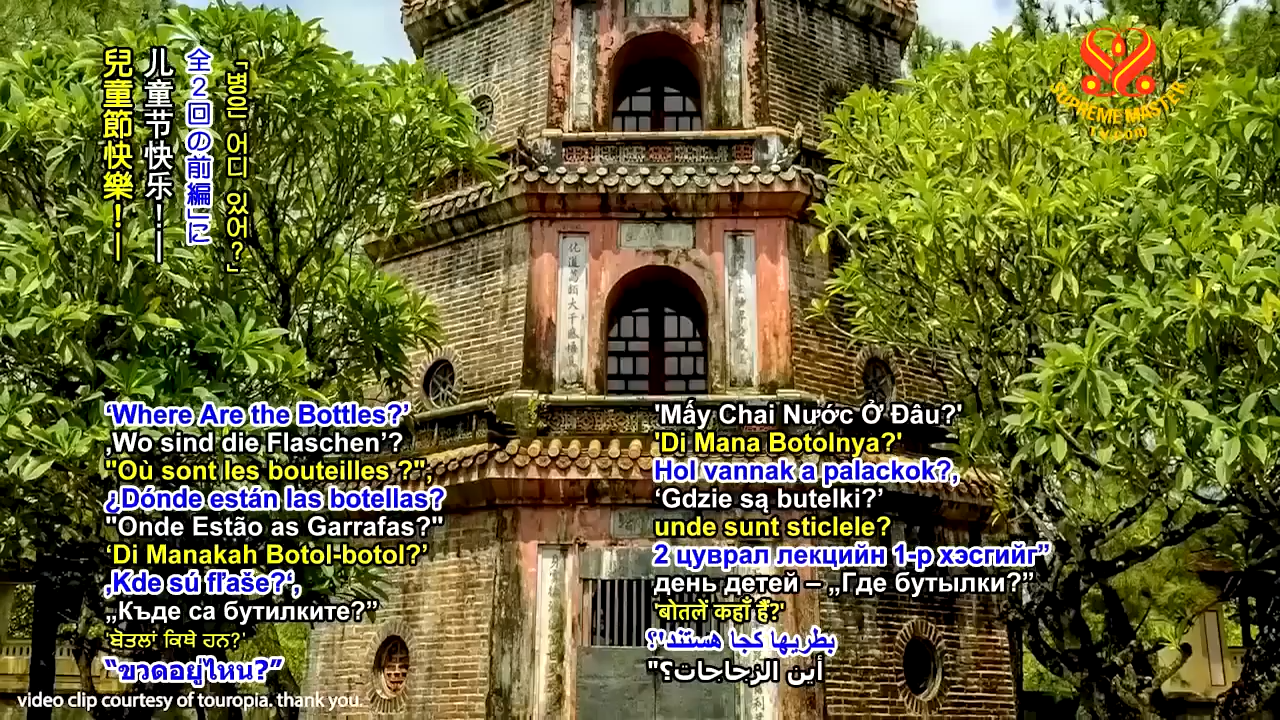 兒童節快樂！—
儿童节快乐！—
全２回の前編」に
「병은 어디 있어？」
SUPREME MASTER
TV.COM
‘Where Are the Bottles?’
‚Wo sind die Flaschen’?
"Où sont les bouteilles ?",
¿Dónde están las botellas?
"Onde Estão as Garrafas?"
‘Di Manakah Botol-botol?’
‚Kde sú fľaše?‘,
„Къде са бутилките?”
'ਬੋਤਲਾਂ ਕਿਥੇ ਹਨ?'
“ขวดอยู่ไหน?”
'Mấy Chai Nước Ở Đâu?'
'Di Mana Botolnya?'
Hol vannak a palackok?,
‘Gdzie są butelki?’
unde sunt sticlele?
2 цуврал лекцийн 1-р хэсгийг”
день детей – „Где бутылки?”
'बोतलें कहाँ हैं?'
بطریها کجا هستند'؟
أين الزجاجات؟"
video clip courtesy of touropia. thank you.